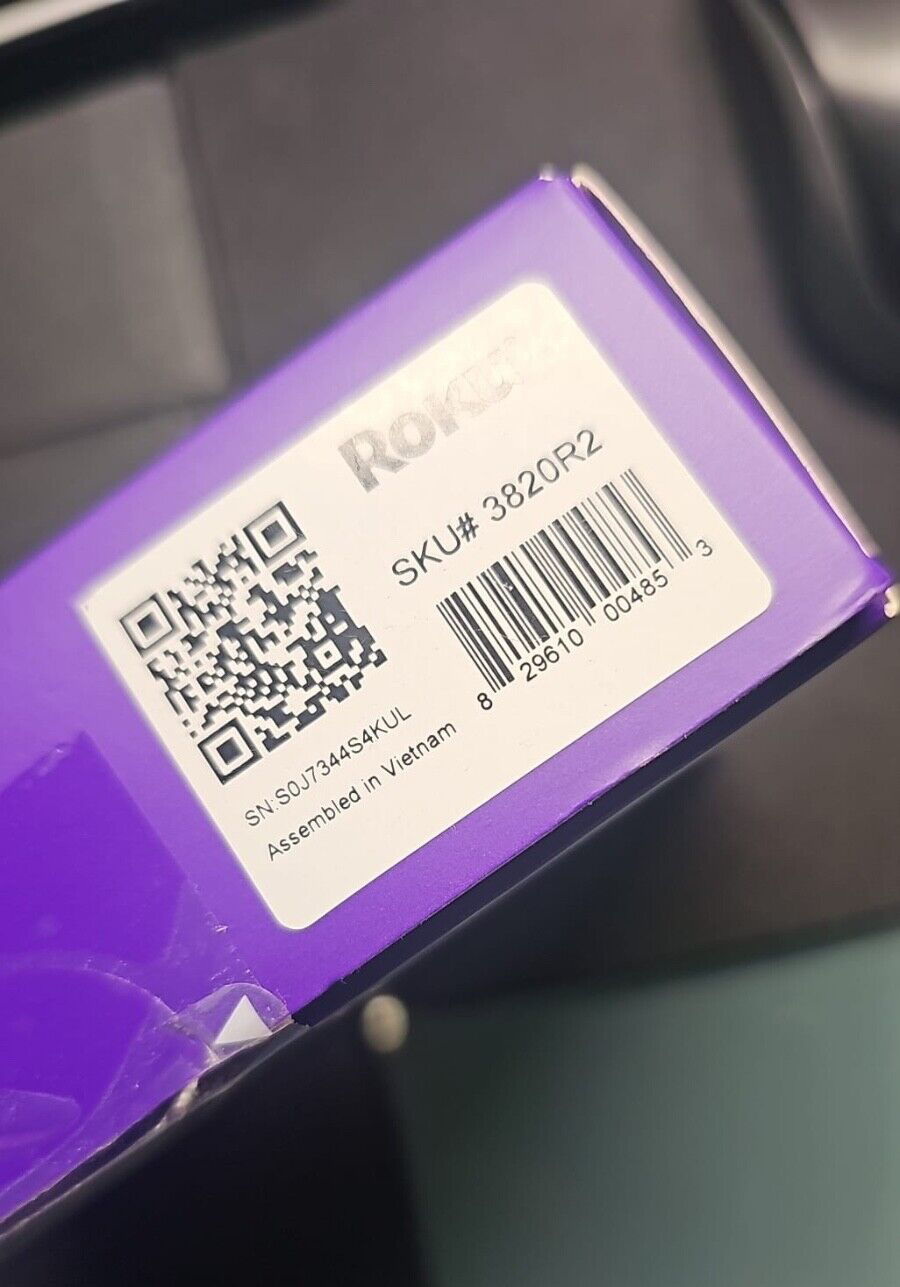 Roku
SKU# 3820R2
8 29610 00485 3
SN:S0J7344S4KUL
Assembled in Vietnam